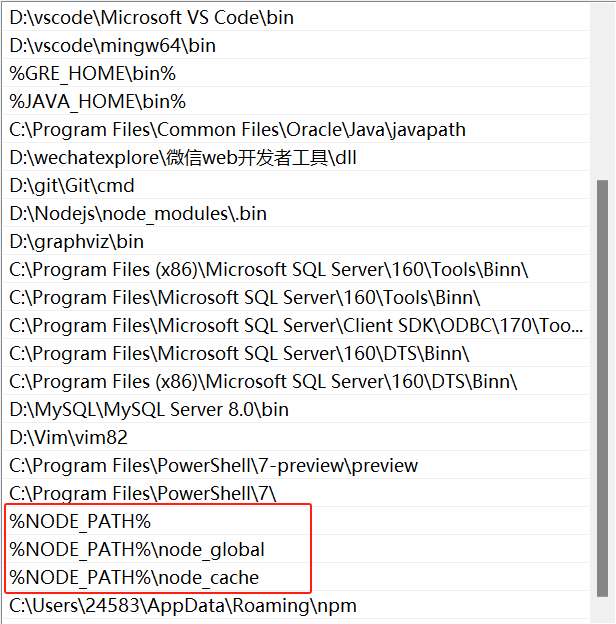 D:\vscode\Microsoft VS Code\bin
D:\vscode\mingw64\bin
%GRE_HOME\bin%
%JAVA_HOME\bin%
C:\Program Files\Common Files\Oracle\Java\javapath
D:\wechatexplore\微信web开发者工具\dll
D:\git\Git\cmd
D:\Nodejs\node_modules\.bin
D:\graphviz\bin
C:\Program Files (x86)\Microsoft SQL Server\160\Tools\Binn\
C:\Program Files\Microsoft SQL Server\160\Tools\Binn\
C:\Program Files\Microsoft SQL Server\Client SDK\ODBC\170\Too...
C:\Program Files\Microsoft SQL Server\160\DTS\Binn\
C:\Program Files (x86)\Microsoft SQL Server\160\DTS\Binn\
D:\MySQL\MySQL Server 8.0\bin
D:\Vim\vim82
C:\Program Files\PowerShell\7-preview\preview
C:\Program Files\PowerShell\7\
%NODE_PATH%
%NODE_PATH%\node_global
%NODE_PATH%\node_cache
C:\Users\24583\AppData\Roaming\npm